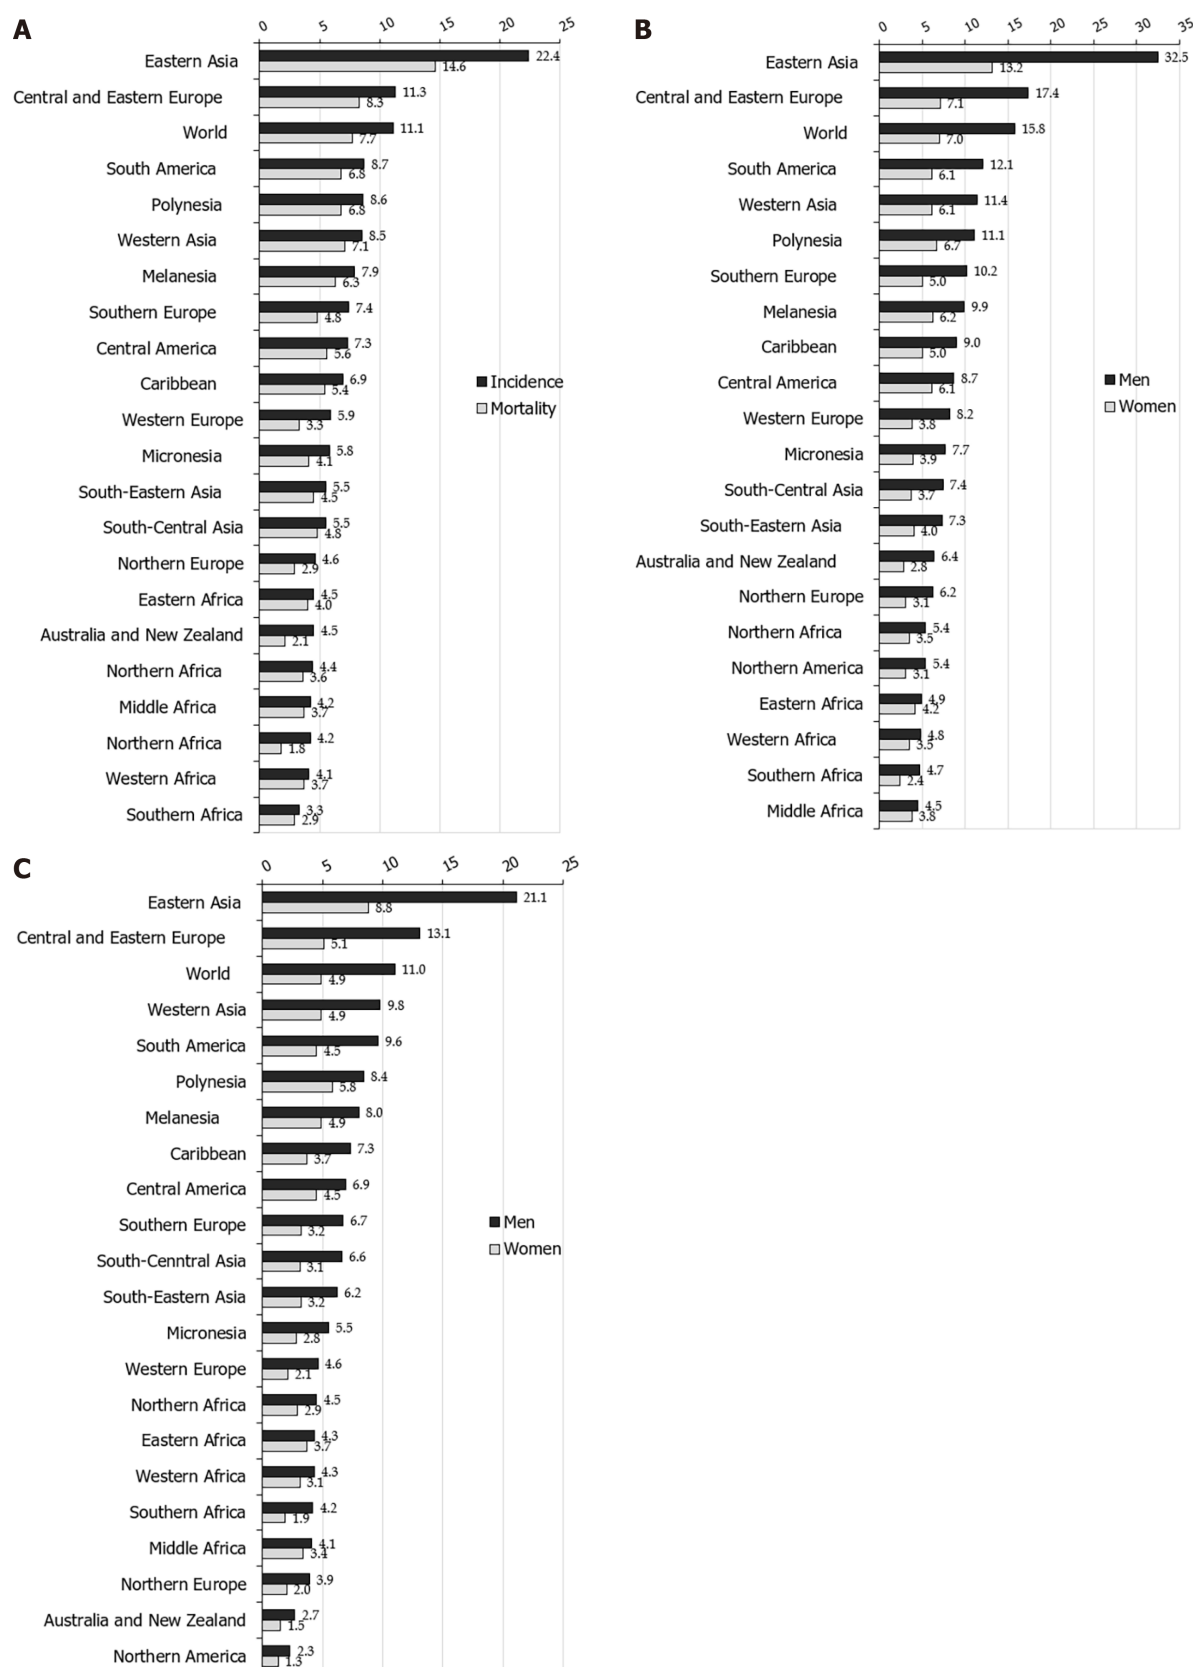 A
0 5 10 15 20 25
Eastern Asia 22.4
14.6
Central and Eastern Europe 11.3
8.3
World 11.1
7.7
South America 8.7
6.8
Polynesia 8.6
6.8
Western Asia 8.5
7.1
Melanesia 7.9
6.3
Southern Europe 7.4
4.8
Central America 7.3
5.6
Caribbean 6.9
5.4
Western Europe 5.9
3.3
Micronesia 5.8
4.1
South-Eastern Asia 5.5
4.5
South-Central Asia 5.5
4.8
Northern Europe 4.6
2.9
Eastern Africa 4.5
4.0
Australia and New Zealand 4.5
2.1
Northern Africa 4.4
3.6
Middle Africa 4.2
3.7
Northern Africa 4.2
1.8
Western Africa 4.1
3.7
Southern Africa 3.3
2.9
Incidence
Mortality
B
0 5 10 15 20 25 30 35
Eastern Asia 32.5
13.2
Central and Eastern Europe 17.4
7.1
World 15.8
7.0
South America 12.1
6.1
Western Asia 11.4
6.1
Polynesia 11.1
6.7
Southern Europe 10.2
5.0
Melanesia 9.9
6.2
Caribbean 9.0
5.0
Central America 8.7
6.1
Western Europe 8.2
3.8
Micronesia 7.7
3.9
South-Central Asia 7.4
3.7
South-Eastern Asia 7.3
4.0
Australia and New Zealand 6.4
2.8
Northern Europe 6.2
3.1
Northern Africa 5.4
3.5
Northern America 5.4
3.1
Eastern Africa 4.9
4.2
Western Africa 4.8
3.5
Southern Africa 4.7
2.4
Middle Africa 4.5
3.8
Men
Women
C
0 5 10 15 20 25
Eastern Asia 21.1
8.8
Central and Eastern Europe 13.1
5.1
World 11.0
4.9
Western Asia 9.8
4.9
South America 9.6
4.5
Polynesia 8.4
5.8
Melanesia 8.0
4.9
Caribbean 7.3
3.7
Central America 6.9
4.5
Southern Europe 6.7
3.2
South-Cenntral Asia 6.6
3.1
South-Eastern Asia 6.2
3.2
Micronesia 5.5
2.8
Western Europe 4.6
2.1
Northern Africa 4.5
2.9
Eastern Africa 4.3
3.7
Western Africa 4.3
3.1
Southern Africa 4.2
1.9
Middle Africa 4.1
3.4
Northern Europe 3.9
2.0
Australia and New Zealand 2.7
1.5
Northern America 2.3
1.3
Men
Women